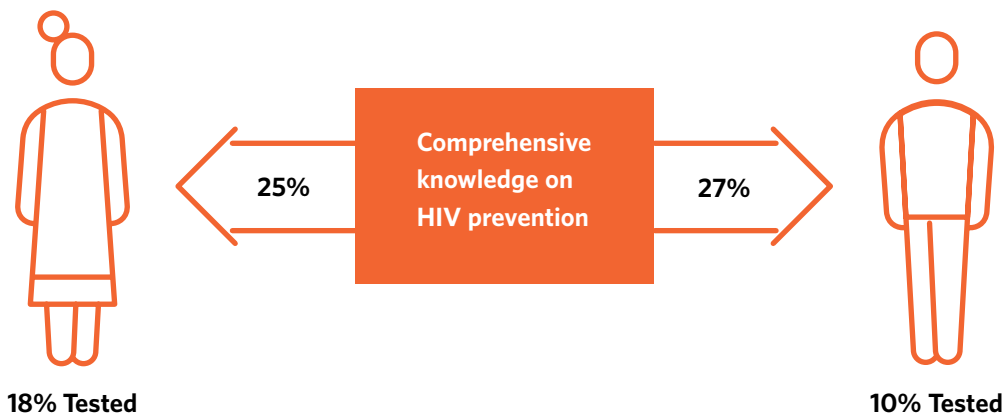 Comprehensive
knowledge on
HIV prevention
25%
27%
18% Tested
10% Tested